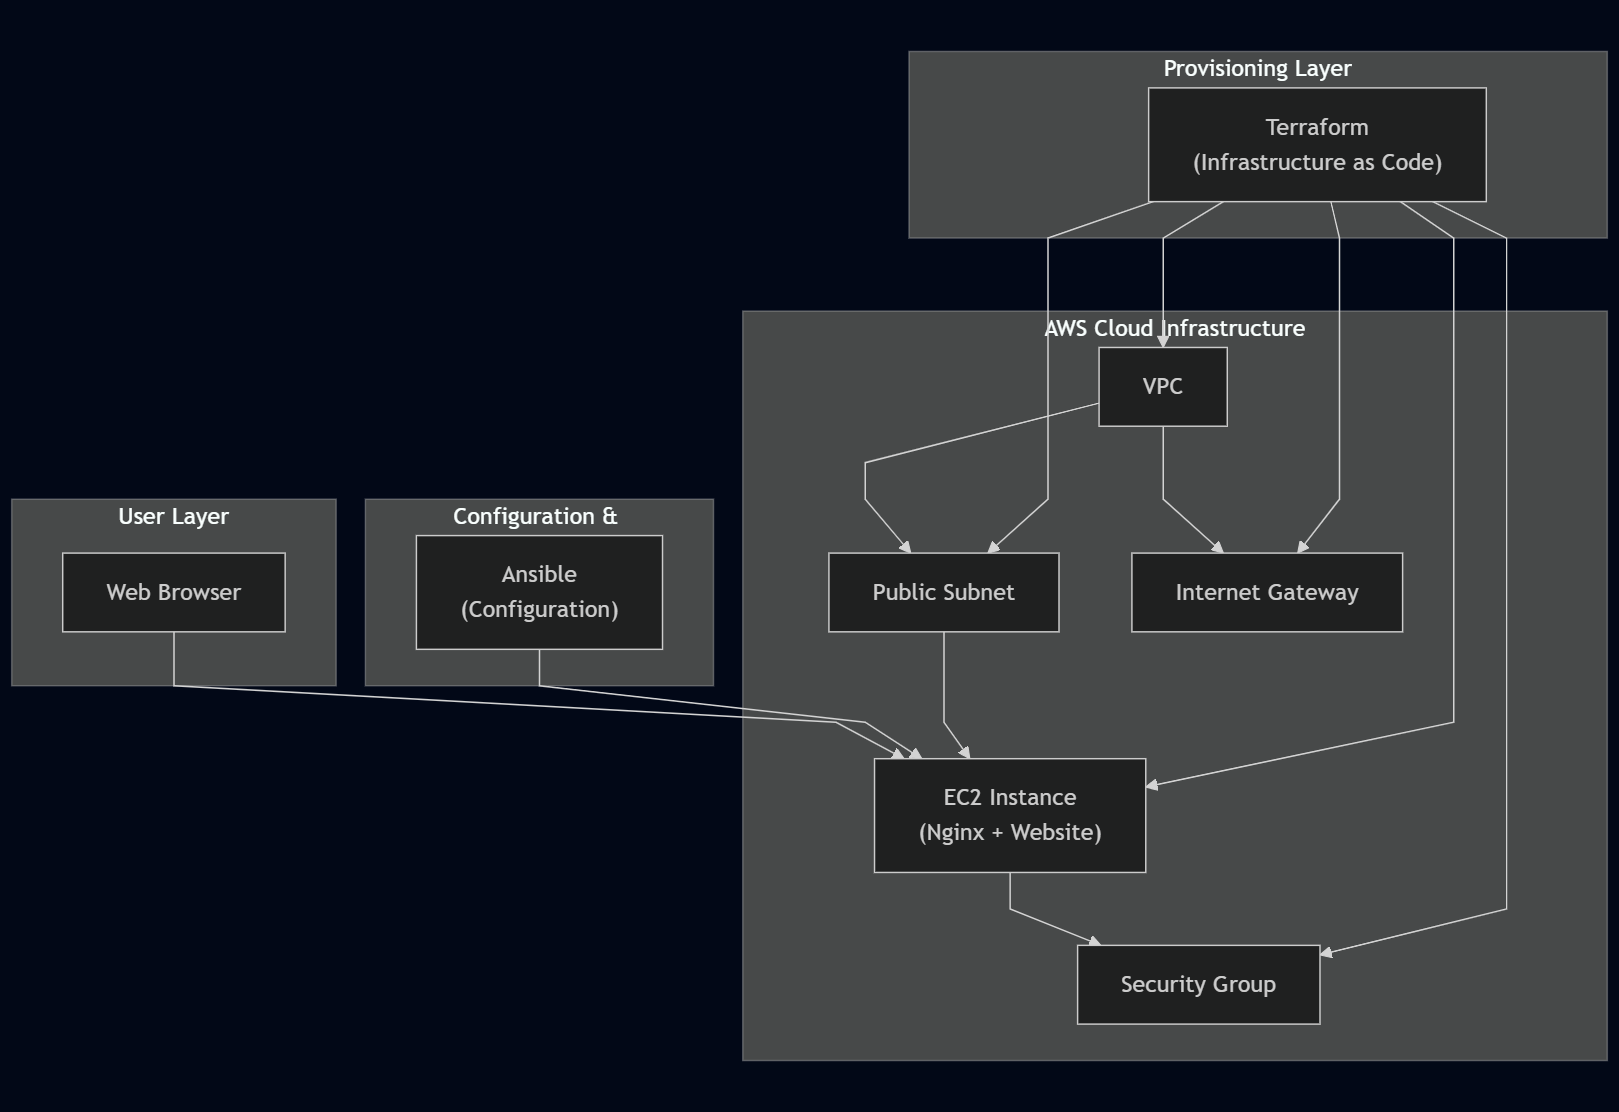 Provisioning Layer
Terraform
(Infrastructure as Code)
AWS Cloud Infrastructure
VPC
User Layer
Web Browser
Configuration &
Ansible
(Configuration)
Public Subnet
Internet Gateway
EC2 Instance
(Nginx + Website)
Security Group